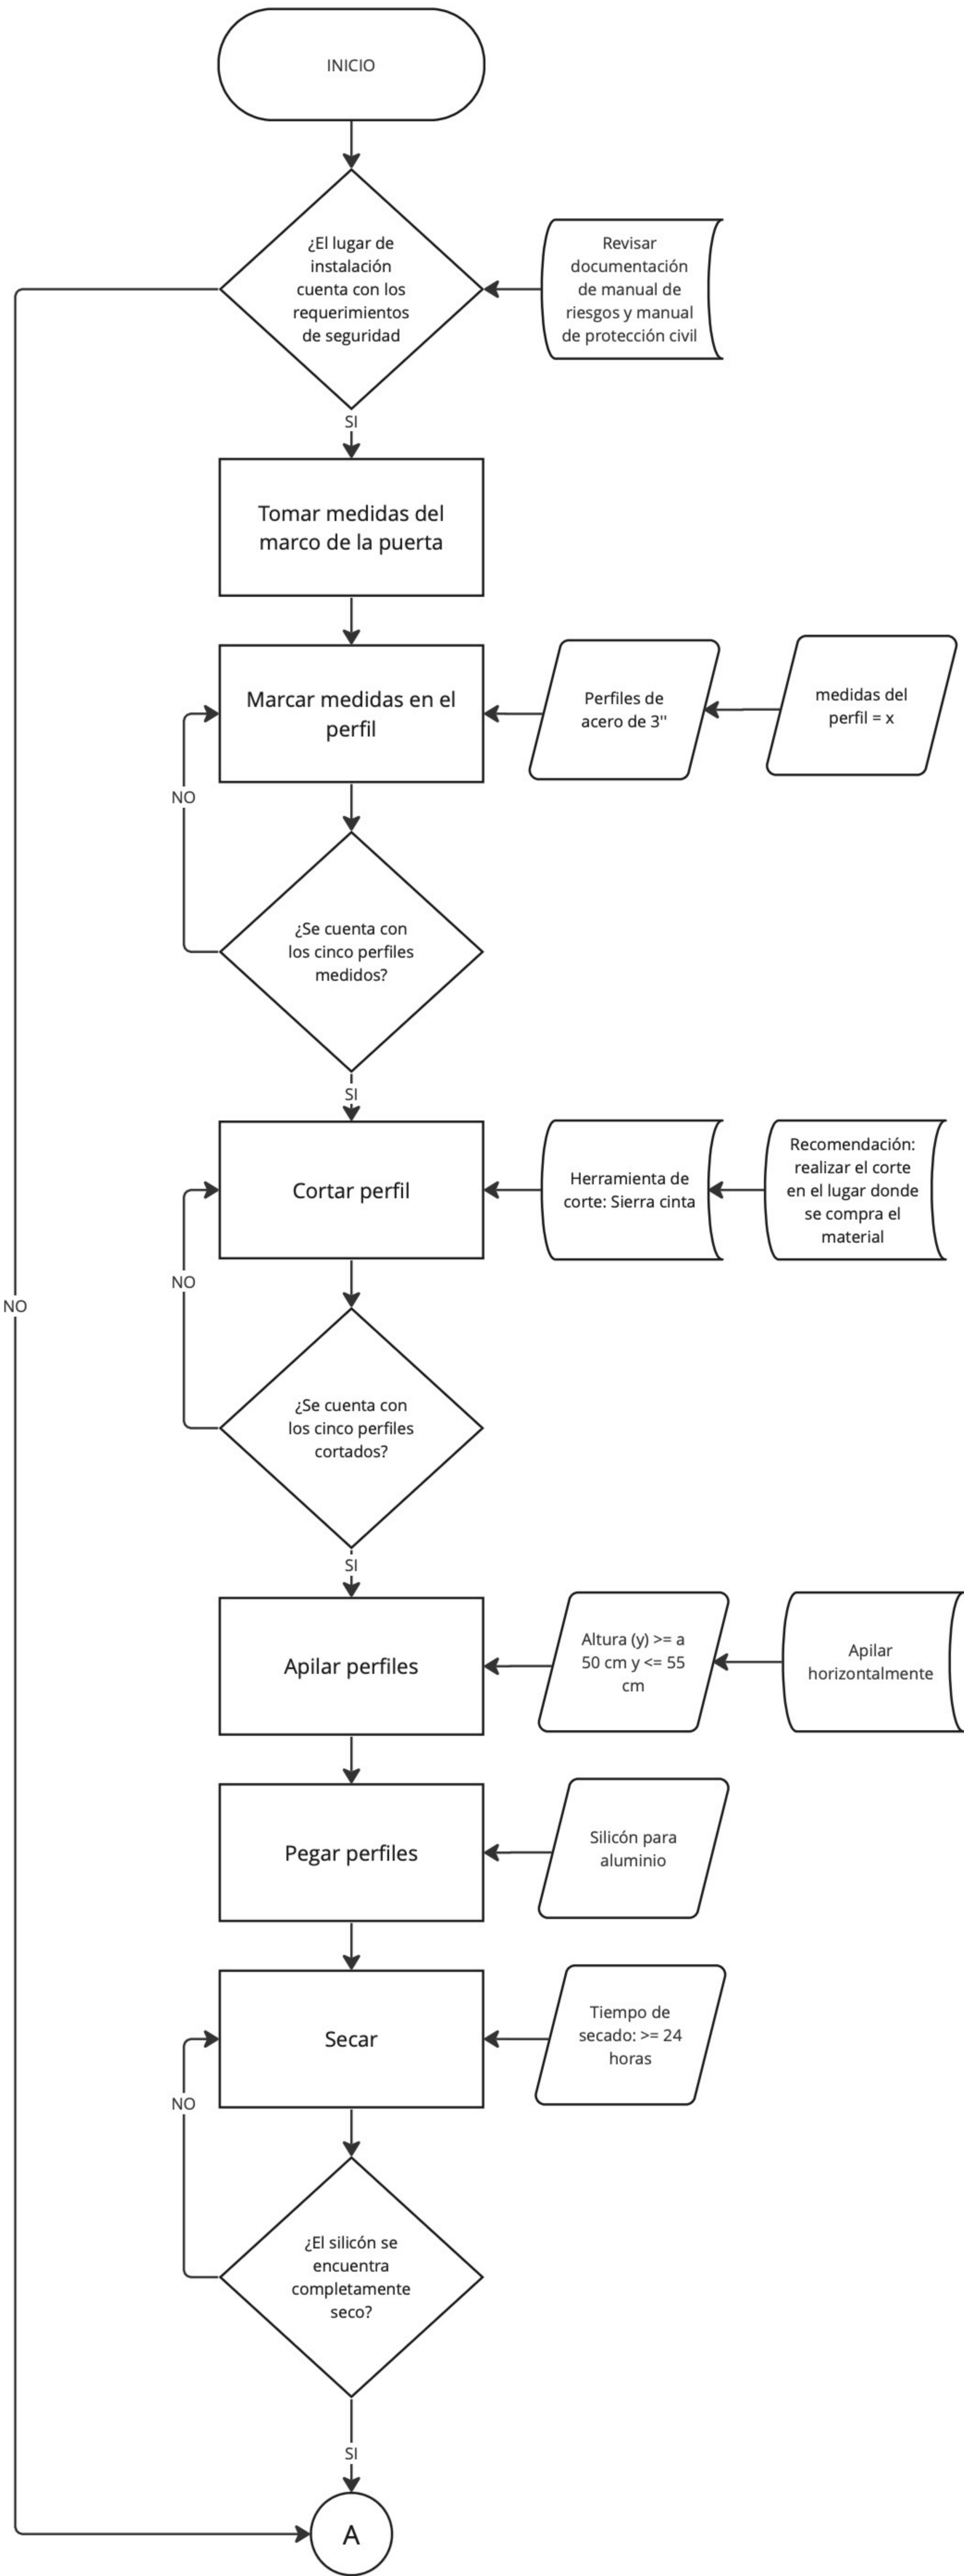 INICIO
¿El lugar de
instalación
cuenta con los
requerimientos
de seguridad
Revisar
documentación
de manual de
riesgos y manual
de protección civil
SI
Tomar medidas del
marco de la puerta
Marcar medidas en el
perfil
Perfiles de
acero de 3"
medidas del
perfil = x
NO
¿Se cuenta con
los cinco perfiles
medidos?
SI
Cortar perfil
Herramienta de
corte: Sierra cinta
Recomendación:
realizar el corte
en el lugar donde
se compra el
material
NO
NO
¿Se cuenta con
los cinco perfiles
cortados?
SI
Apilar perfiles
Altura (y) >= a
50 cm y <= 55
cm
Apilar
horizontalmente
Pegar perfiles
Silicón para
aluminio
Secar
Tiempo de
secado: >= 24
horas
NO
¿El silicón se
encuentra
completamente
seco?
SI
A